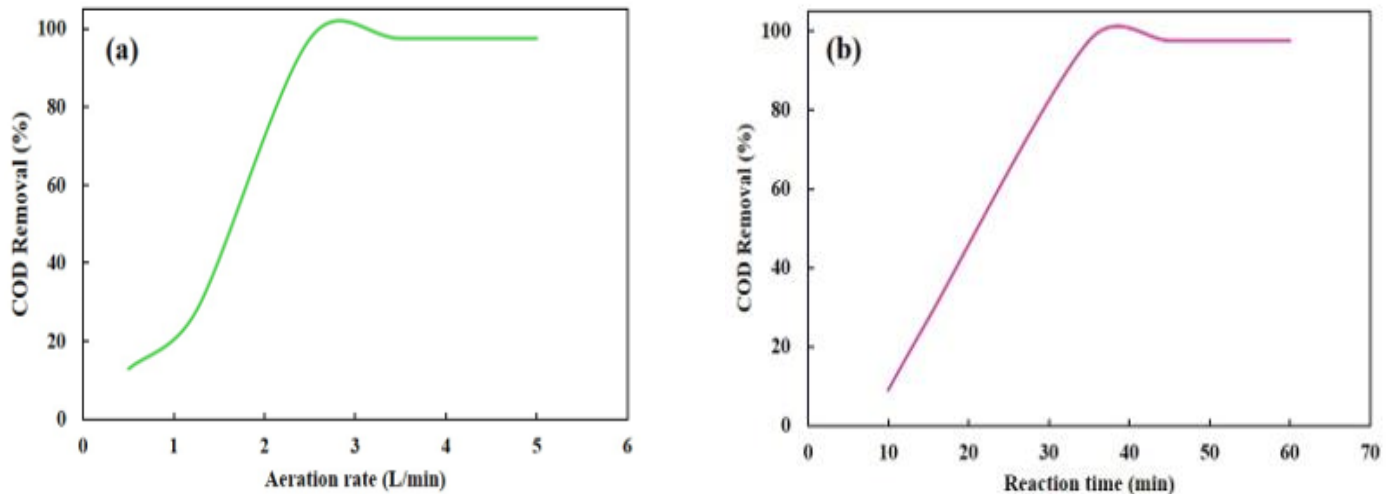 (a)
COD Removal (%)
100
80
60
40
20
0
0 1 2 3 4 5 6
Aeration rate (L/min)
(b)
COD Removal (%)
100
80
60
40
20
0
0 10 20 30 40 50 60 70
Reaction time (min)